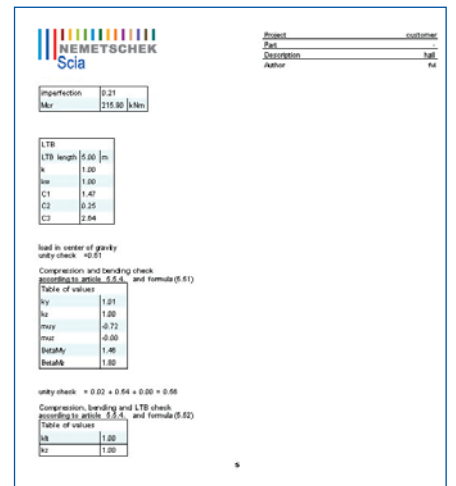 NEMETSCHEK
Scia
Project customer
Part -
Description hall
Author
imperfection 0.21
Mcr 215.90 kNm
LTB
LTB length 5.00 m
k 1.00
kw 1.00
C1 1.47
C2 0.25
C3 2.64
load in center of gravity
unity check =0.61
Compression and bending check
according to article 5.5.4. and formula (5.51)
Table of values
ky 1.01
kz 1.00
muy -0.72
muz -0.00
BetaMy 1.46
BetaMz 1.80
unity check = 0.02 + 0.54 + 0.00 = 0.56
Compression, bending and LTB check
according to article 5.5.4. and formula (5.52)
Table of values
klt 1.00
kz 1.00